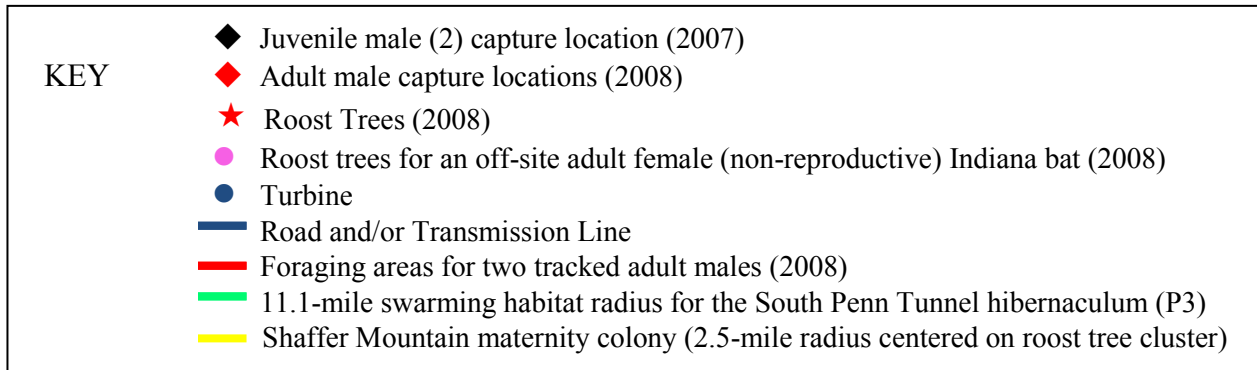 KEY
Juvenile male (2) capture location (2007)
Adult male capture locations (2008)
Roost Trees (2008)
Roost trees for an off-site adult female (non-reproductive) Indiana bat (2008)
Turbine
Road and/or Transmission Line
Foraging areas for two tracked adult males (2008)
11.1-mile swarming habitat radius for the South Penn Tunnel hibernaculum (P3)
Shaffer Mountain maternity colony (2.5-mile radius centered on roost tree cluster)